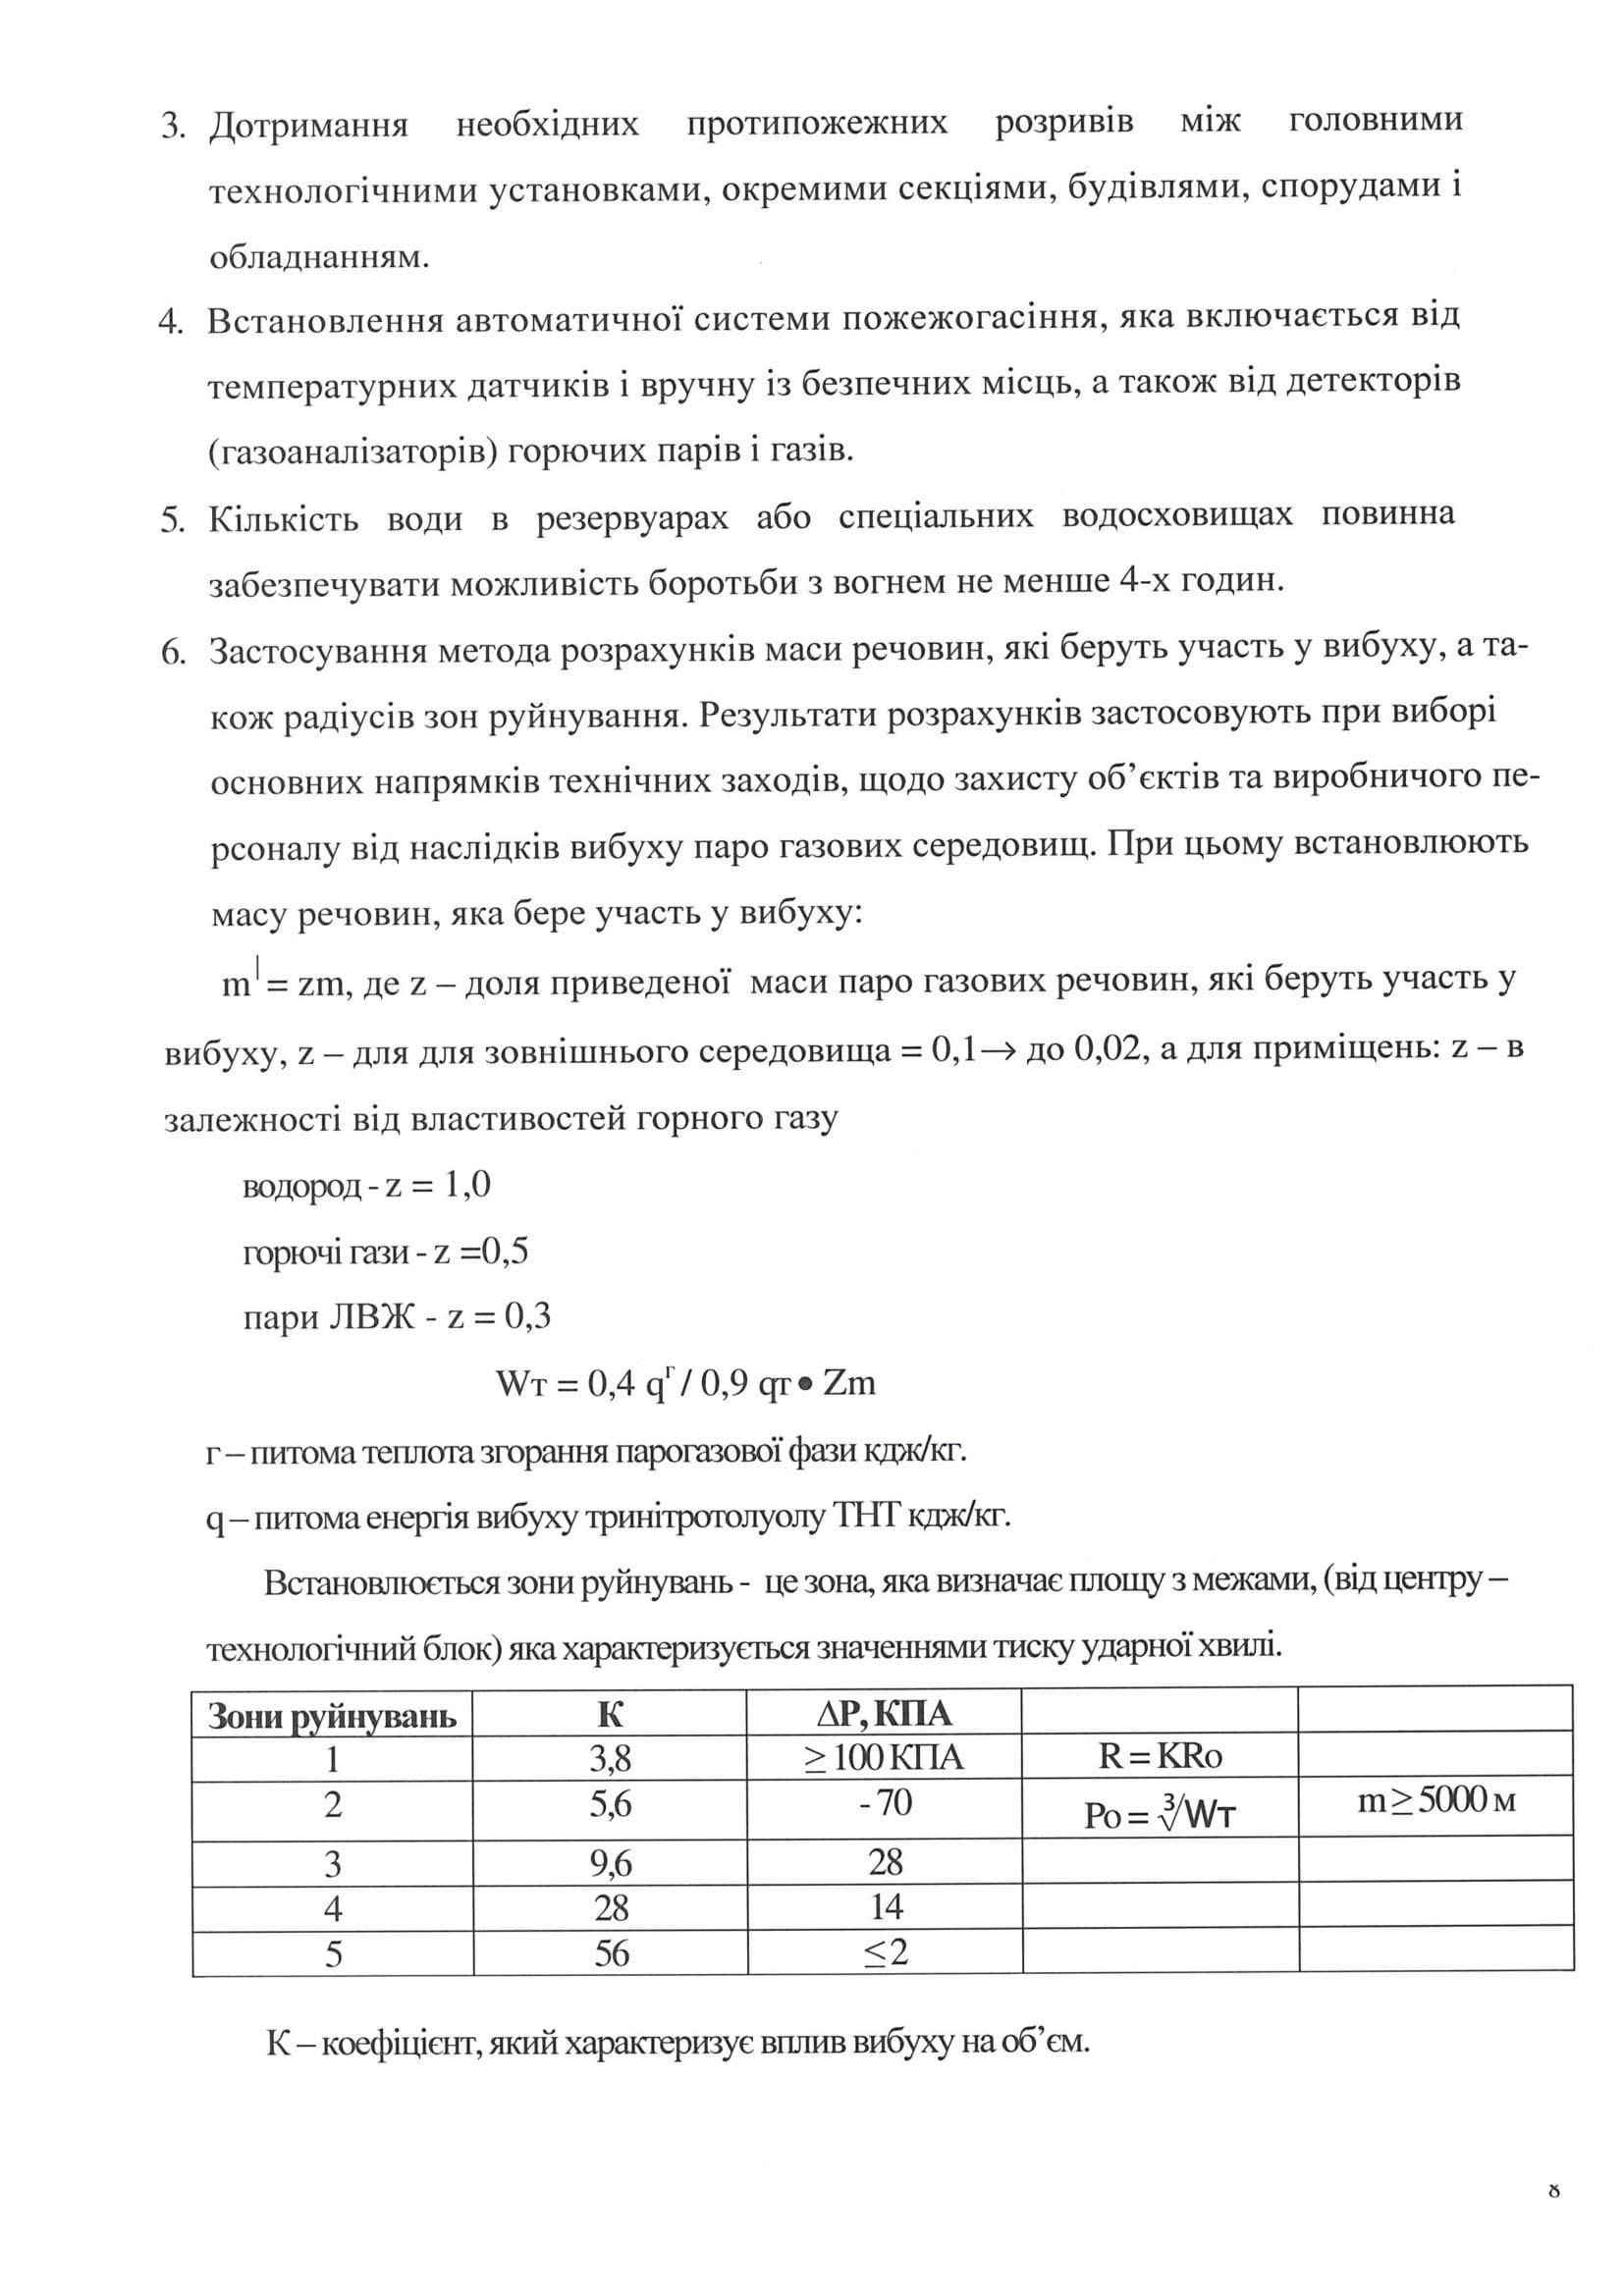 3. Дотримання необхідних протипожежних розривів між головними
технологічними установками, окремими секціями, будівлями, спорудами і
обладнанням.
4. Встановлення автоматичної системи пожежогасіння, яка включається від
температурних датчиків і вручну із безпечних місць, а також від детекторів
(газоаналізаторів) горючих парів і газів.
5. Кількість води в резервуарах або спеціальних водосховищах повинна
забезпечувати можливість боротьби з вогнем не менше 4-х годин.
6. Застосування метода розрахунків маси речовин, які беруть участь у вибуху, а та-
кож радіусів зон руйнування. Результати розрахунків застосовують при виборі
основних напрямків технічних заходів, щодо захисту об’єктів та виробничого пе-
рсоналу від наслідків вибуху паро газових середовищ. При цьому встановлюють
масу речовин, яка бере участь у вибуху:
m| = zm, де z – доля приведеної маси паро газових речовин, які беруть участь у
вибуху, z – для для зовнішнього середовища = 0,1→ до 0,02, а для приміщень: z – в
залежності від властивостей горного газу
водород - z = 1,0
горючі гази - z =0,5
пари ЛВЖ - z = 0,3
Wт = 0,4 qг / 0,9 qт• Zm
г – питома теплота згорання парогазової фази кдж/кг.
q – питома енергія вибуху тринітротолуолу ТНТ кдж/кг.
Встановлюється зони руйнувань - це зона, яка визначає площу з межами, (від центру –
технологічний блок) яка характеризується значеннями тиску ударної хвилі.
Зони руйнувань К ΔР, КПА
1 3,8 ≥ 100 КПА R = KRo
2 5,6 - 70 Po = ∛Wт m ≥ 5000 м
3 9,6 28
4 28 14
5 56 ≤ 2
К – коефіцієнт, який характеризує вплив вибуху на об’єм.
8